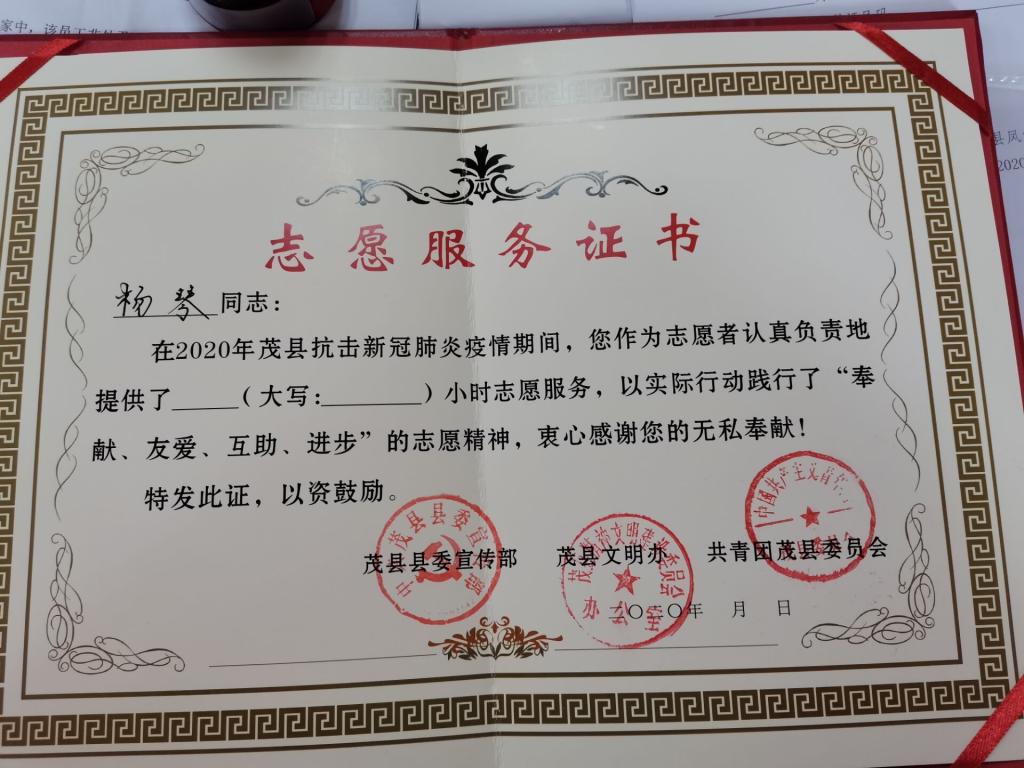 志愿服务证书
杨琴同志：
在2020年茂县抗击新冠肺炎疫情期间，您作为志愿者认真负责地
提供了_____（大写：________）小时志愿服务，以实际行动践行了“奉
献、友爱、互助、进步”的志愿精神，衷心感谢您的无私奉献！
特发此证，以资鼓励。
茂县县委宣传部 茂县文明办 共青团茂县委员会
二〇二〇年 月 日